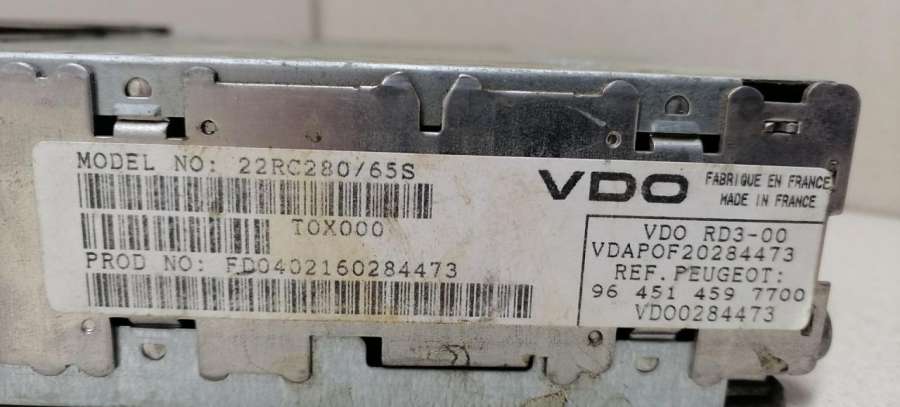 MODEL NO: 22RC280/65S
T0X000
PROD NO: FD0402160284473
VDO
FABRIQUE EN FRANCE
MADE IN FRANCE
VDO RD3-00
VDAPOF20284473
REF. PEUGEOT:
96 451 459 7700
VDO0284473